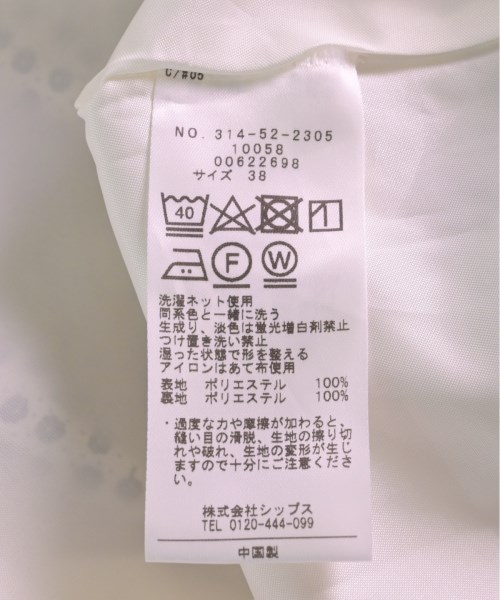 C/#05
NO. 314-52-2305
10058
00622698
サイズ 38
40
F
W
洗濯ネット使用
同系色と一緒に洗う
生成り、淡色は蛍光増白剤禁止
つけ置き洗い禁止
湿った状態で形を整える
アイロンはあて布使用
表地 ポリエステル 100%
裏地 ポリエステル 100%
・過度な力や摩擦が加わると、
縫い目の滑脱、生地の擦り切
れや破れ、生地の変形が生じ
ますので十分にご注意くださ
い。
株式会社シップス
TEL 0120-444-099
中国製